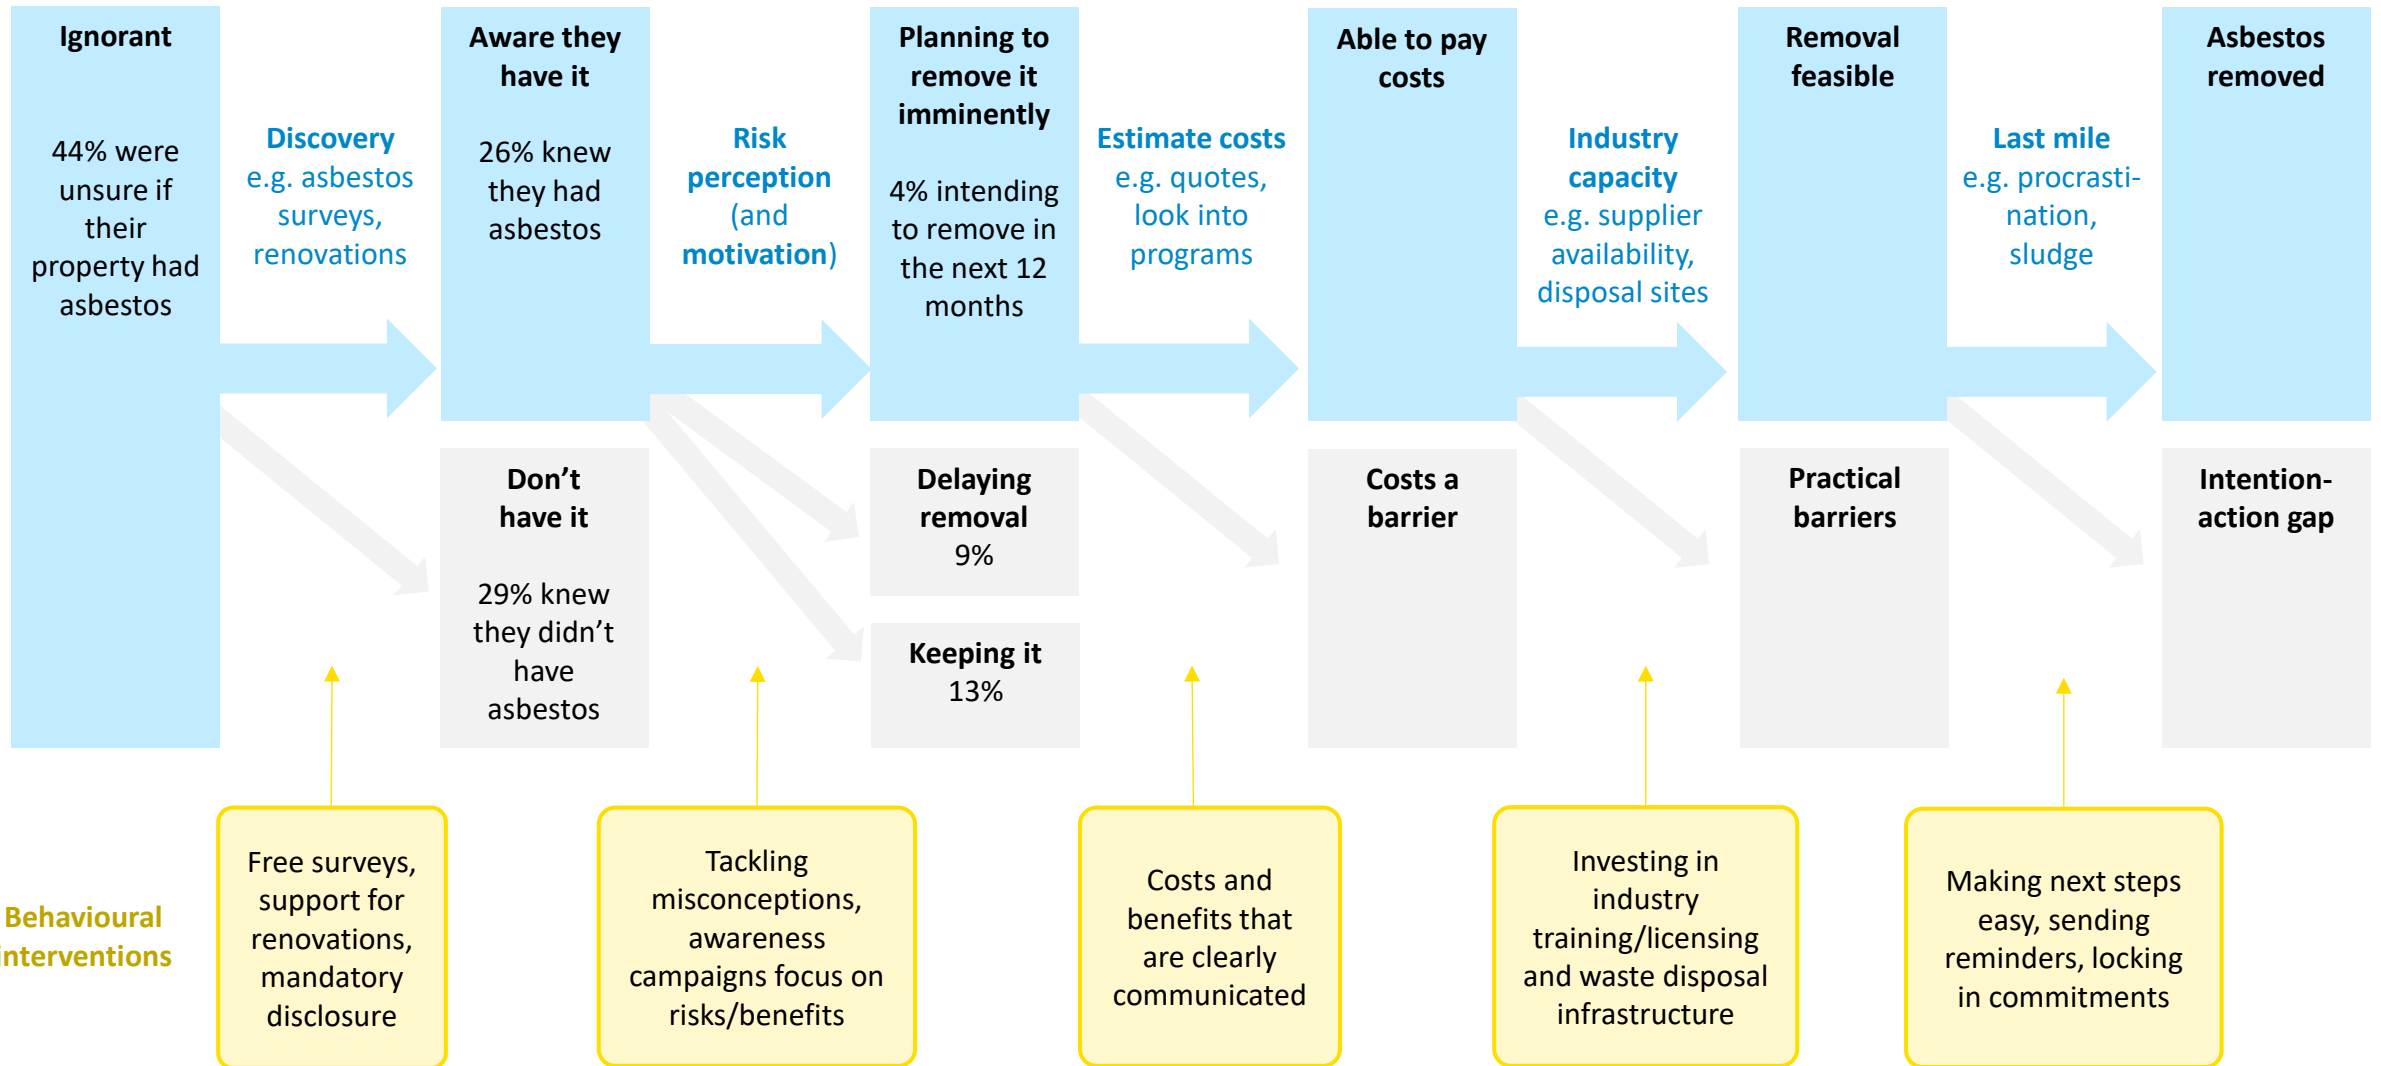 Ignorant
44% were
unsure if
their
property had
asbestos
Discovery
e.g. asbestos
surveys,
renovations
Aware they
have it
26% knew
they had
asbestos
Don't
have it
29% knew
they didn't
have
asbestos
Risk
perception
(and
motivation)
Planning to
remove it
imminently
4% intending
to remove in
the next 12
months
Delaying
removal
9%
Keeping it
13%
Estimate costs
e.g. quotes,
look into
programs
Able to pay
costs
Costs a
barrier
Industry
capacity
e.g. supplier
availability,
disposal sites
Removal
feasible
Practical
barriers
Last mile
e.g. procrasti-
nation,
sludge
Asbestos
removed
Intention-
action gap
Behavioural
interventions
Free surveys,
support for
renovations,
mandatory
disclosure
Tackling
misconceptions,
awareness
campaigns focus on
risks/benefits
Costs and
benefits that
are clearly
communicated
Investing in
industry
training/licensing
and waste disposal
infrastructure
Making next steps
easy, sending
reminders, locking
in commitments